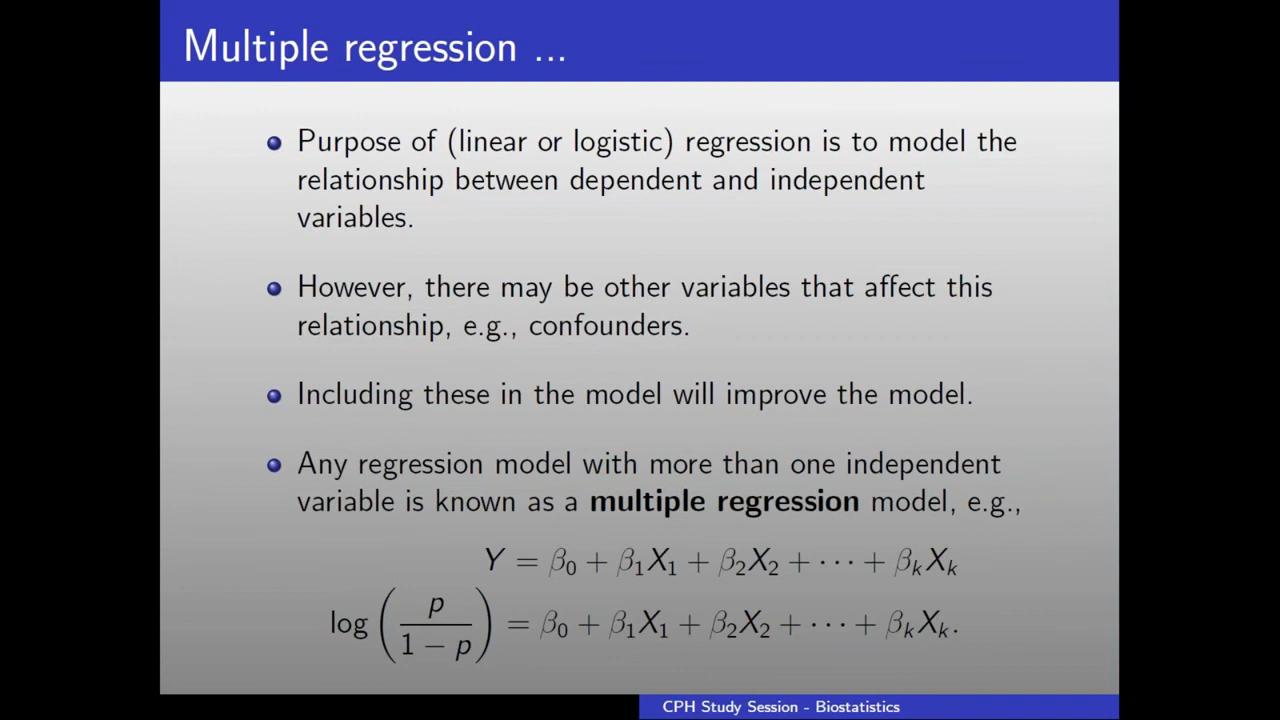 Multiple regression ...
Purpose of (linear or logistic) regression is to model the
relationship between dependent and independent
variables.
However, there may be other variables that affect this
relationship, e.g., confounders.
Including these in the model will improve the model.
Any regression model with more than one independent
variable is known as a multiple regression model, e.g.,
Y = β₀ + β₁X₁ + β₂X₂ + ··· + βₖXₖ
log(p/(1 − p)) = β₀ + β₁X₁ + β₂X₂ + ··· + βₖXₖ.
CPH Study Session - Biostatistics